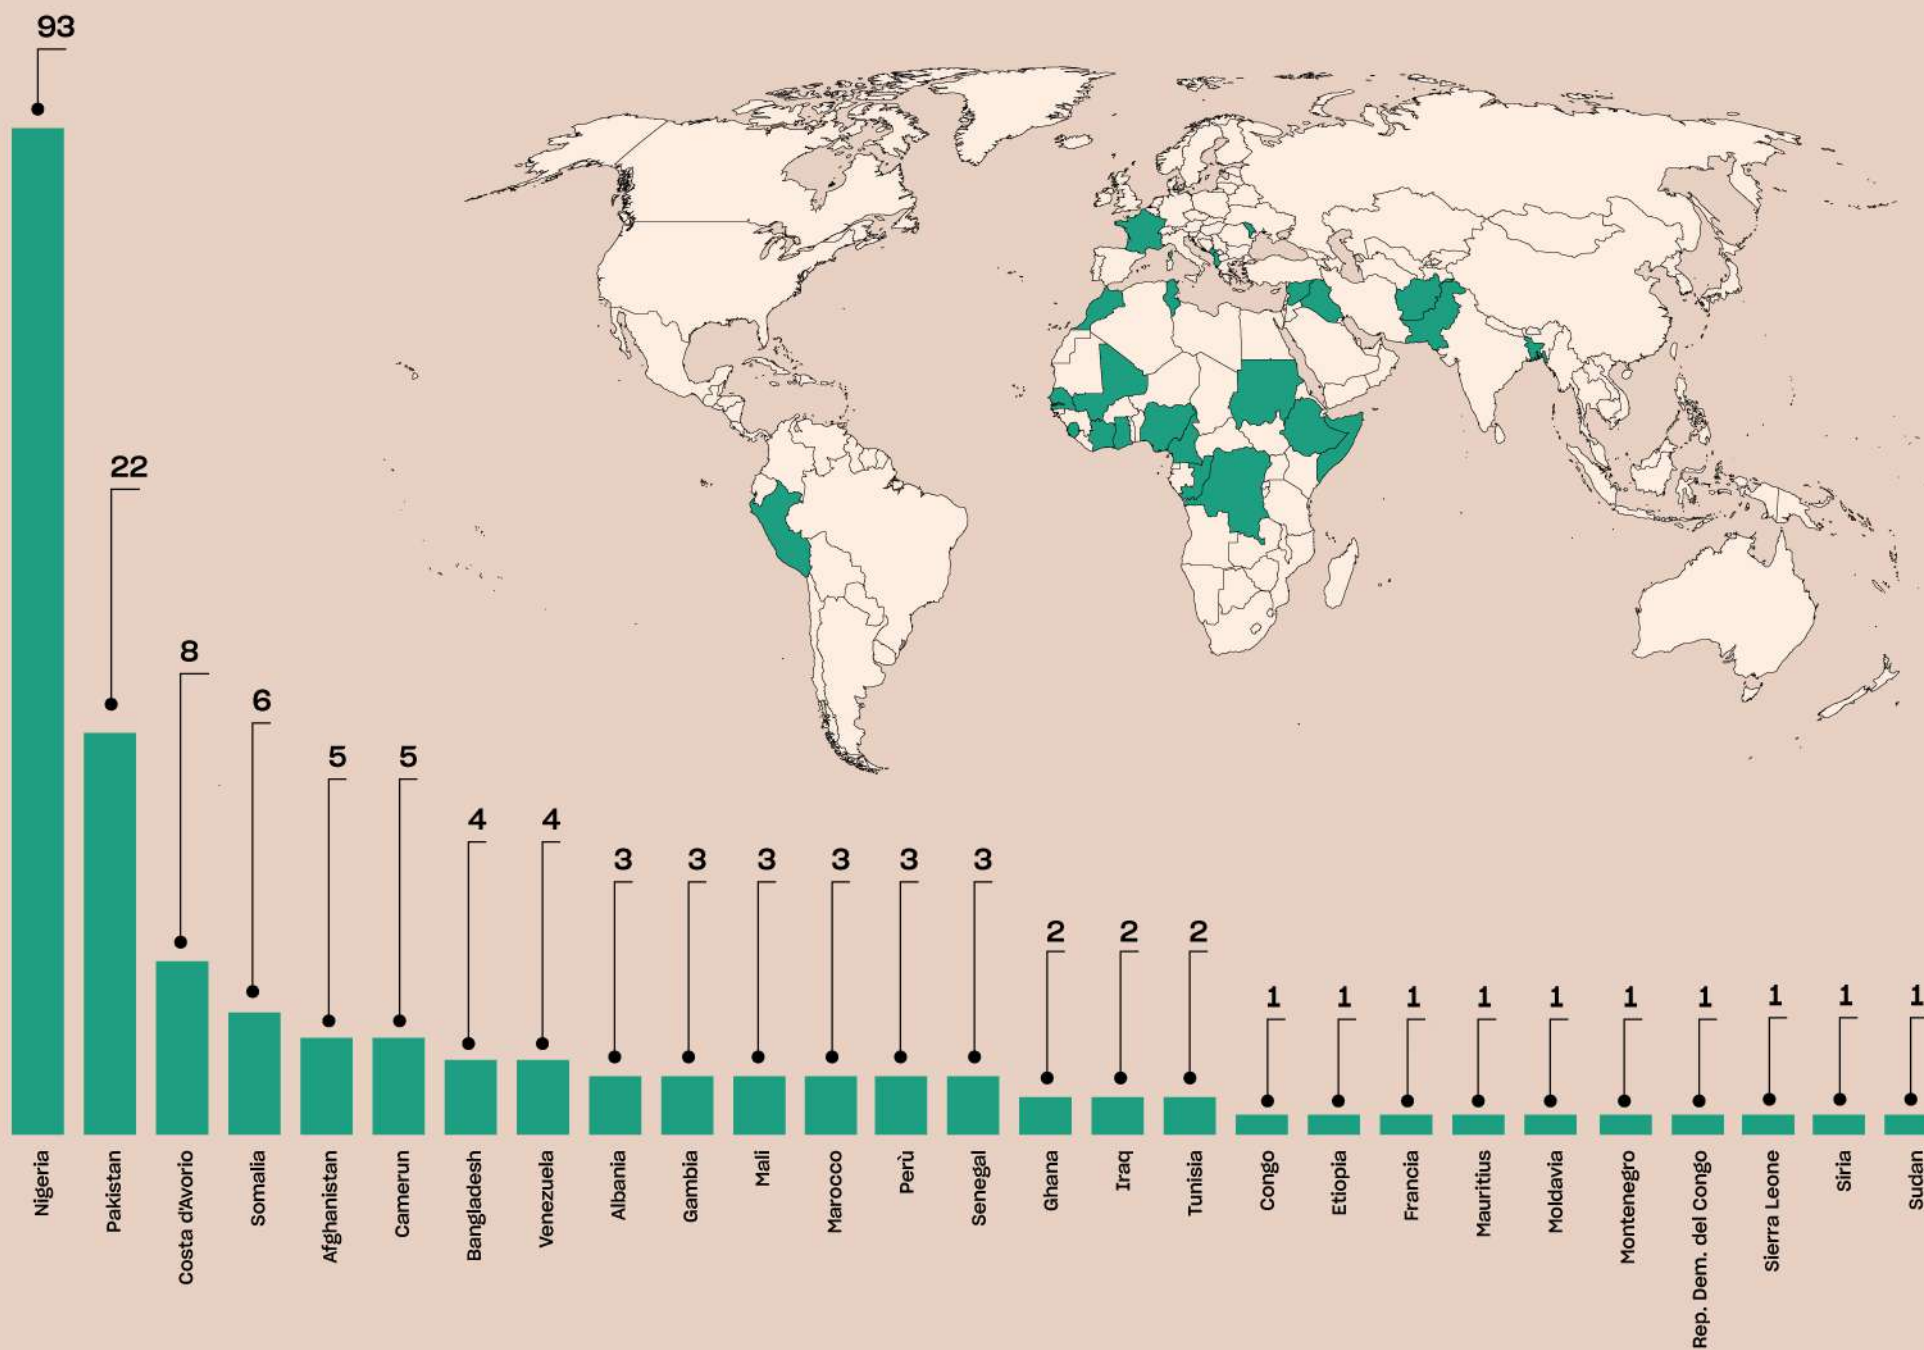 93
22
8
6
5
5
4
4
3
3
3
3
3
3
2
2
2
1
1
1
1
1
1
1
1
1
1
Nigeria
Pakistan
Costa d'Avorio
Somalia
Afghanistan
Camerun
Bangladesh
Venezuela
Albania
Gambia
Mali
Marocco
Perù
Senegal
Ghana
Iraq
Tunisia
Congo
Etiopia
Francia
Mauritius
Moldavia
Montenegro
Rep. Dem. del Congo
Sierra Leone
Siria
Sudan